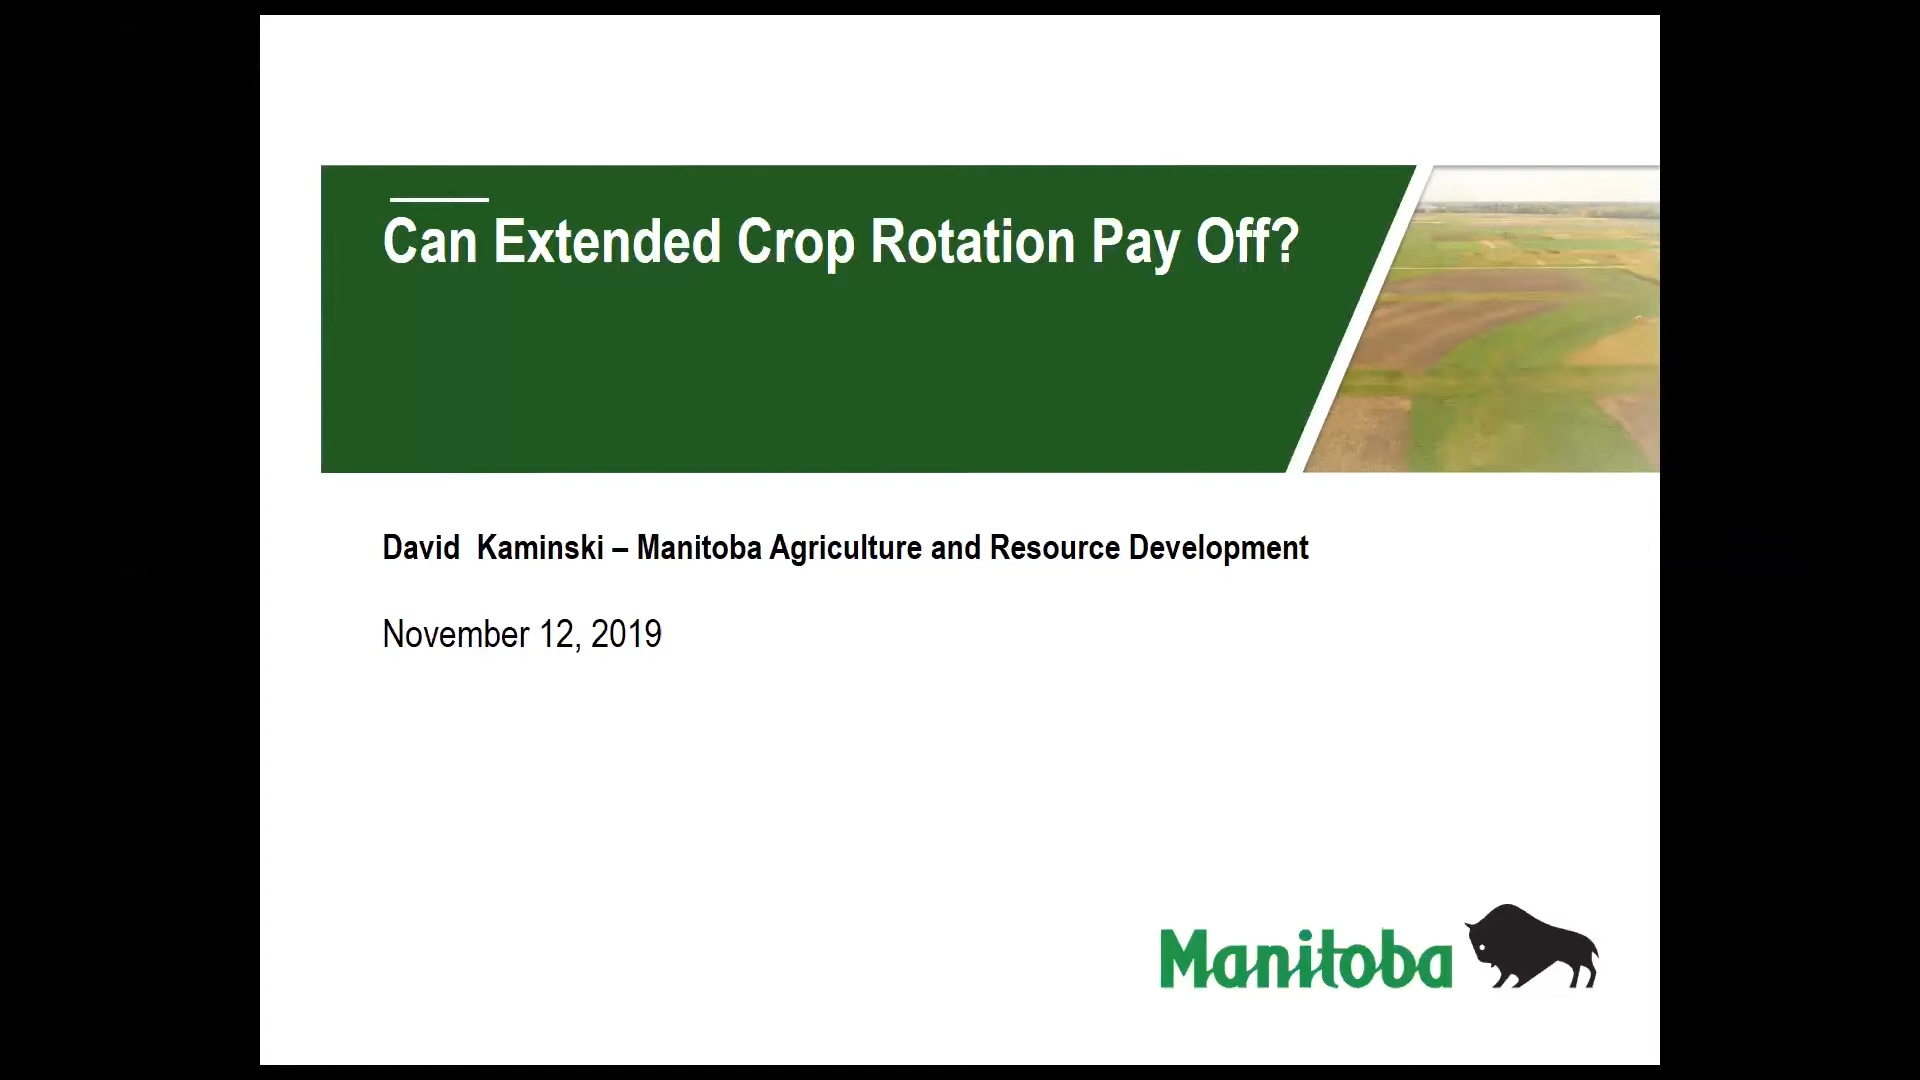 Can Extended Crop Rotation Pay Off?
David  Kaminski – Manitoba Agriculture and Resource Development
November 12, 2019
Manitoba